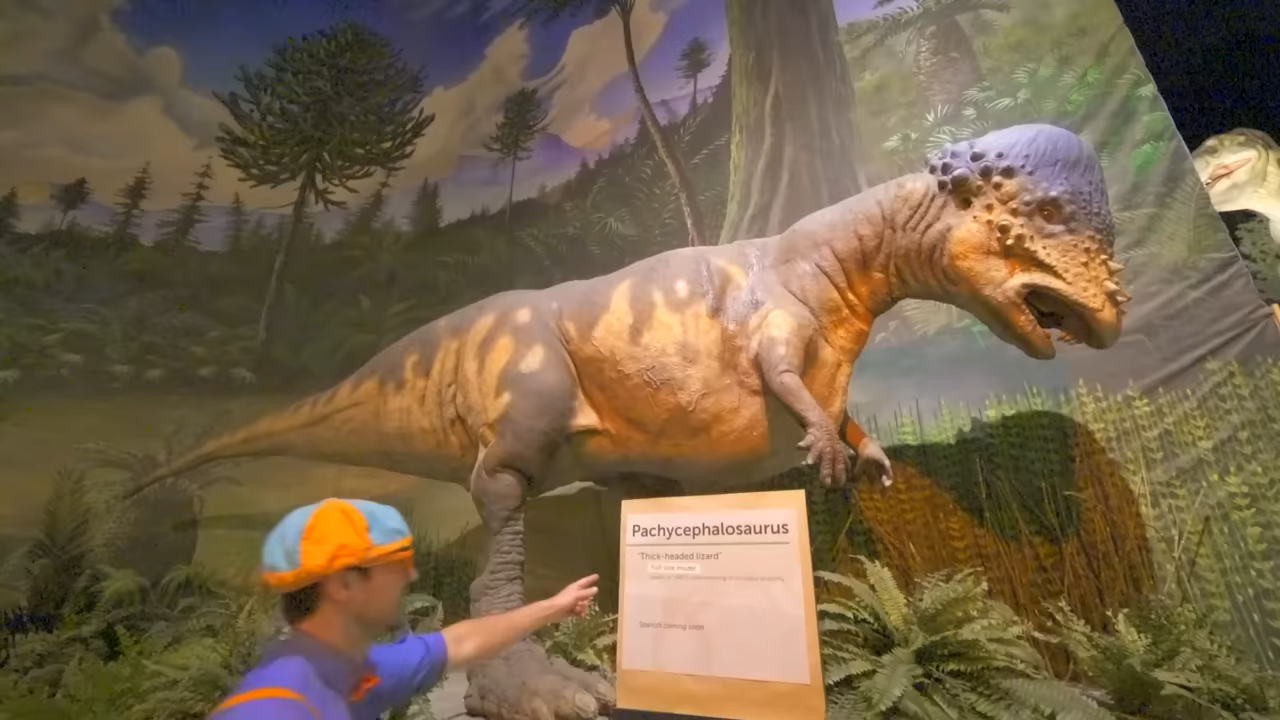 Pachycephalosaurus
"Thick-headed lizard"
Full size model
Spanish coming soon